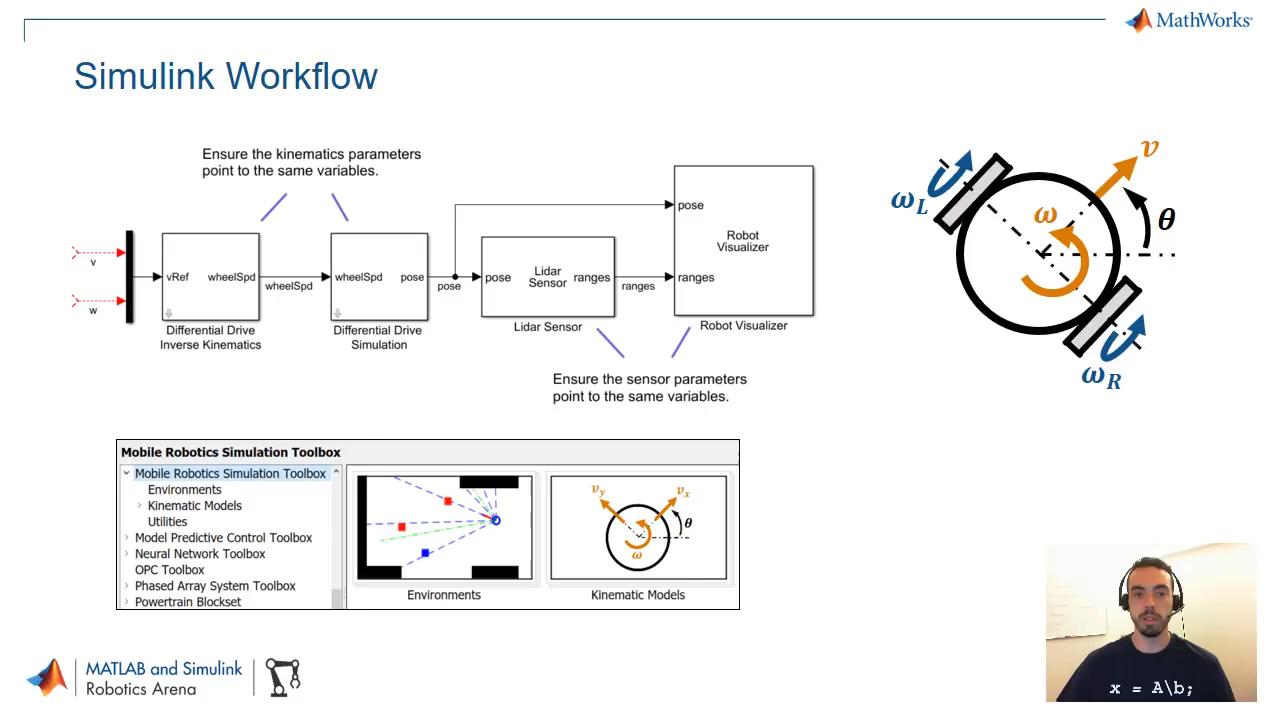 MathWorks®
Simulink Workflow
Ensure the kinematics parameters
point to the same variables.
v
w
vRef
wheelSpd
Differential Drive
Inverse Kinematics
wheelSpd
wheelSpd
pose
Differential Drive
Simulation
pose
pose
Lidar
Sensor
ranges
Lidar Sensor
ranges
pose
ranges
Robot
Visualizer
Robot Visualizer
Ensure the sensor parameters
point to the same variables.
v
ω_L
ω
θ
ω_R
Mobile Robotics Simulation Toolbox
Mobile Robotics Simulation Toolbox
Environments
Kinematic Models
Utilities
Model Predictive Control Toolbox
Neural Network Toolbox
OPC Toolbox
Phased Array System Toolbox
Powertrain Blockset
Environments
v_y
v_x
θ
ω
Kinematic Models
MATLAB and Simulink
Robotics Arena
x = A\b;